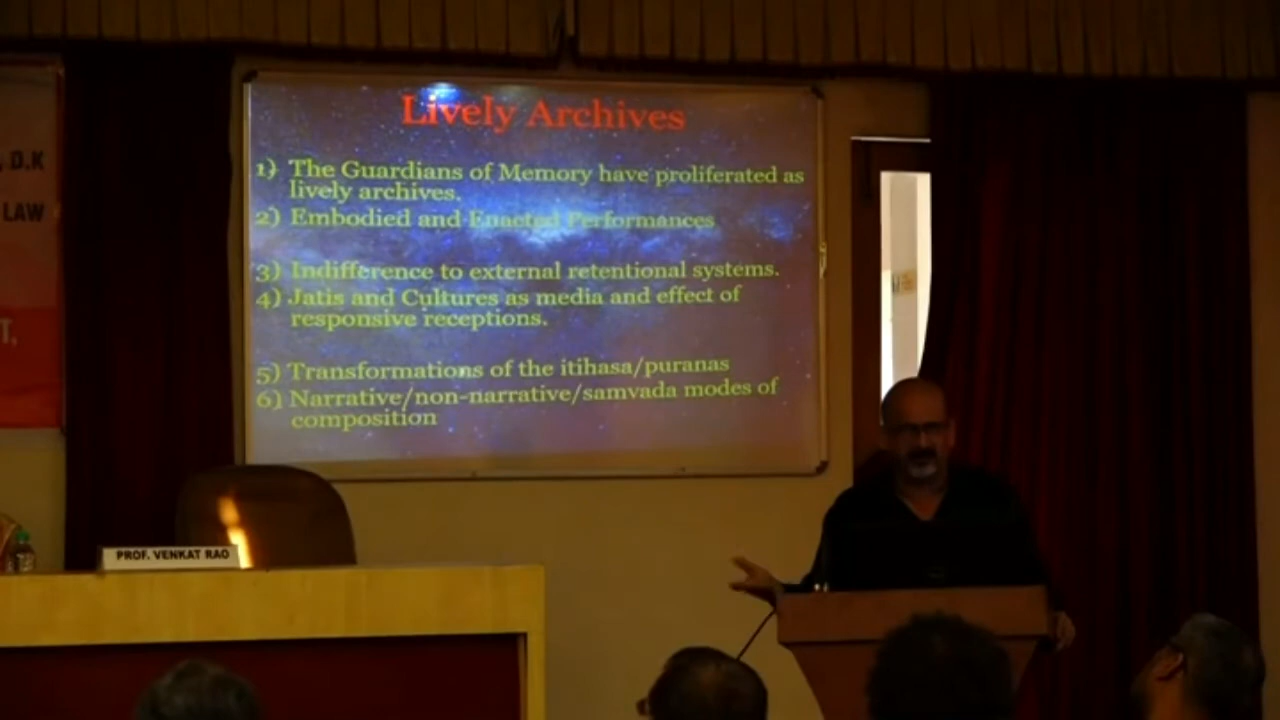 Lively Archives
1) The Guardians of Memory have proliferated as
lively archives.
2) Embodied and Enacted Performances
3) Indifference to external retentional systems.
4) Jatis and Cultures as media and effect of
responsive receptions.
5) Transformations of the itihasa/puranas
6) Narrative/non-narrative/samvada modes of
composition
, D.K
LAW
T,
PROF. VENKAT RAO